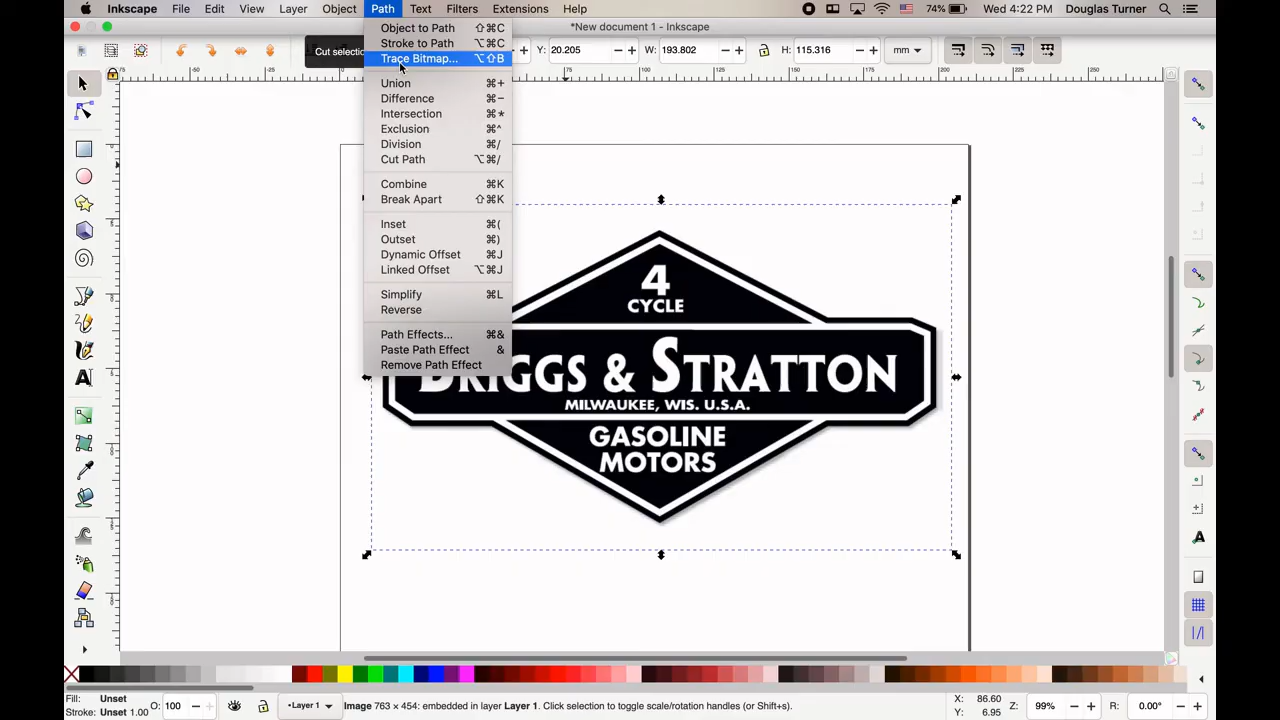 Inkscape File Edit View Layer Object Path Text Filters Extensions Help 74% Wed 4:22 PM Douglas Turner
*New document 1 - Inkscape
Cut selectio Y: 20.205 W: 193.802 H: 115.316 mm
Object to Path ⇧⌘C
Stroke to Path ⌥⌘C
Trace Bitmap... ⌥⇧B
Union ⌘+
Difference ⌘−
Intersection ⌘*
Exclusion ⌘^
Division ⌘/
Cut Path ⌥⌘/
Combine ⌘K
Break Apart ⇧⌘K
Inset ⌘(
Outset ⌘)
Dynamic Offset ⌘J
Linked Offset ⌥⌘J
Simplify ⌘L
Reverse
Path Effects... ⌘&
Paste Path Effect &
Remove Path Effect
4
CYCLE
BRIGGS & STRATTON
MILWAUKEE, WIS. U.S.A.
GASOLINE
MOTORS
Fill: Unset
Stroke: Unset 1.00
O: 100
•Layer 1
Image 763 × 454: embedded in layer Layer 1. Click selection to toggle scale/rotation handles (or Shift+s).
X: 86.60
Y: 6.95
Z: 99%
R: 0.00°